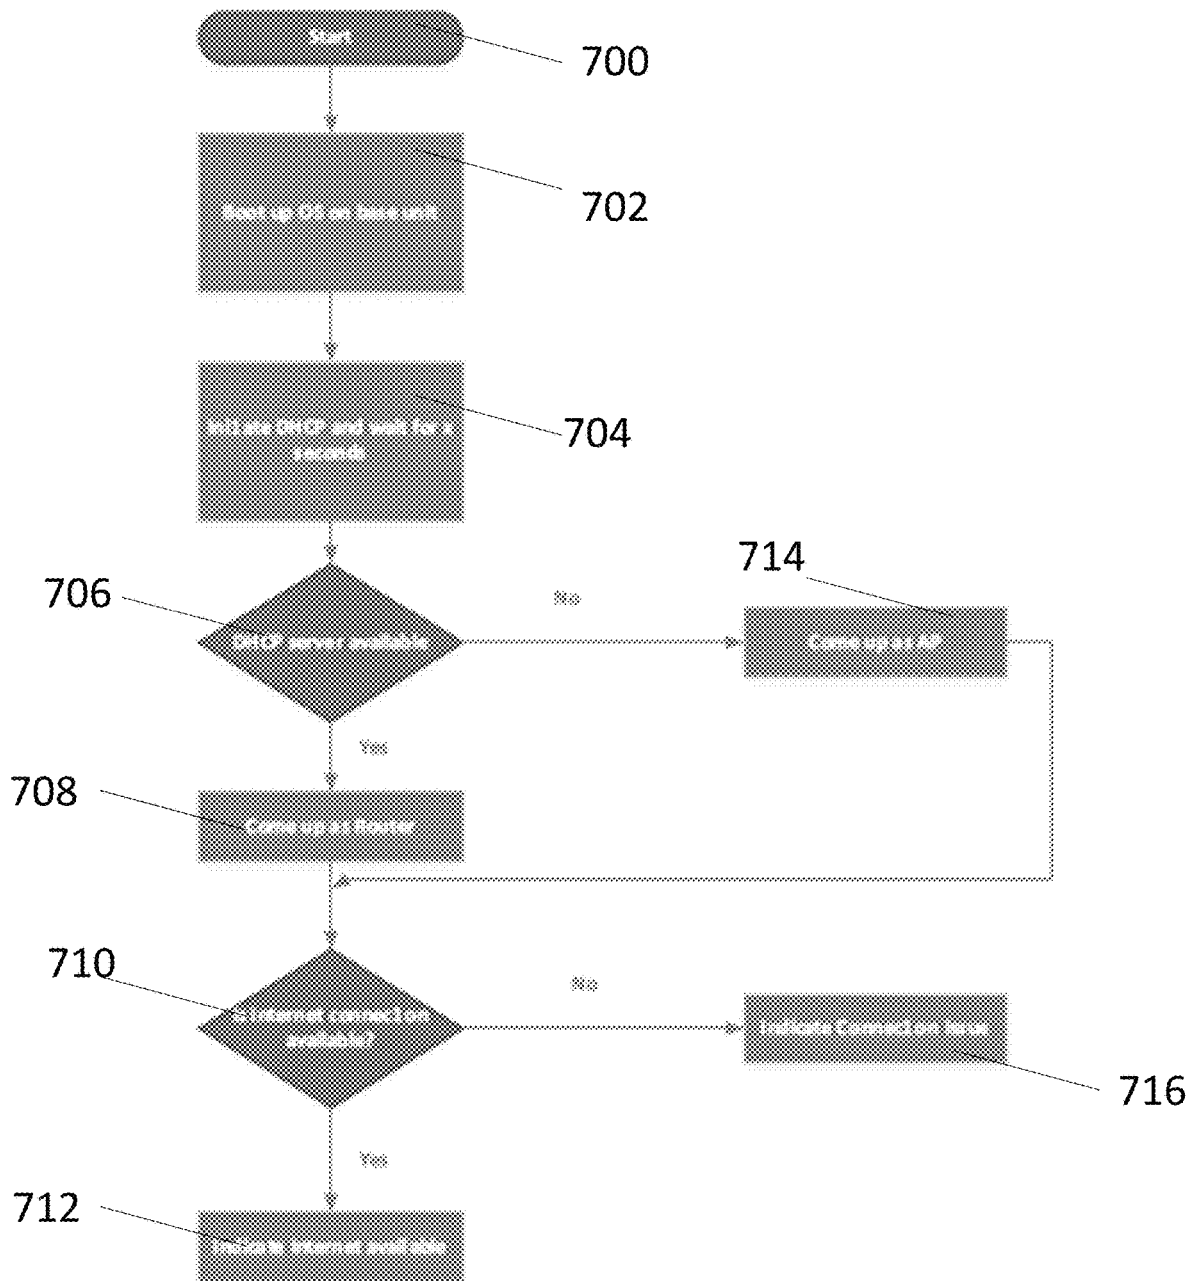 Start
700
Boot up OS on base unit
702
Initiate DHCP and wait for x
seconds
704
706
DHCP server available
No
714
Come up as AP
Yes
708
Come up as Router
710
internet connection
available?
No
Indicate Connection Issue
716
Yes
712
Indicate Internet available